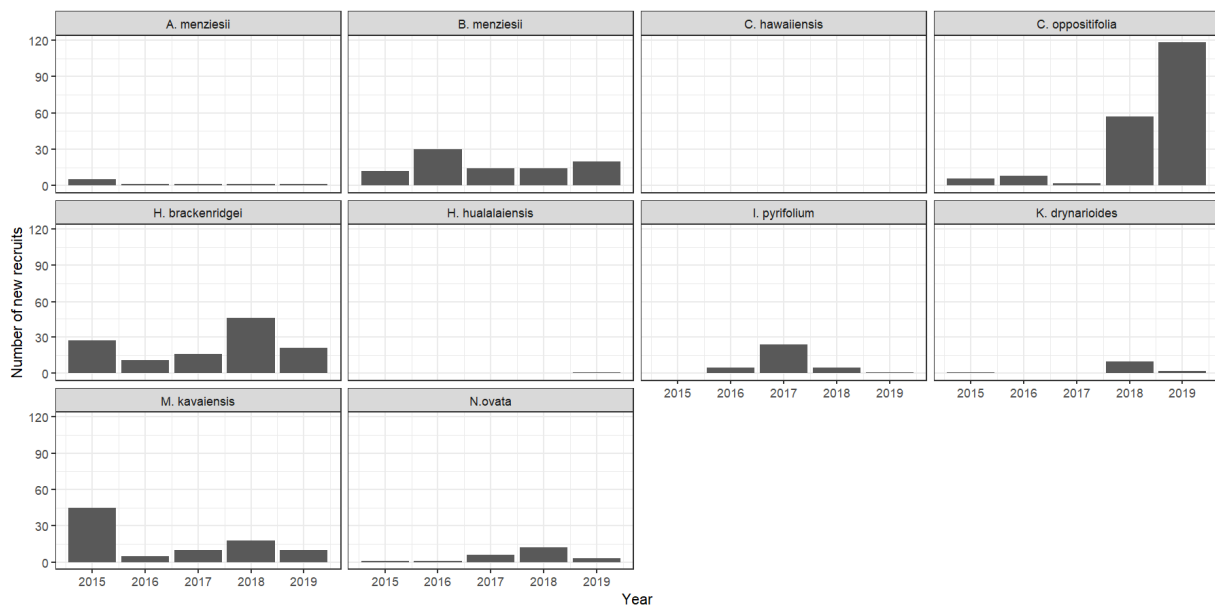 A. menziesii
B. menziesii
C. hawaiiensis
C. oppositifolia
120
90
60
30
0
H. brackenridgei
H. hualalaiensis
I. pyrifolium
K. drynarioides
120
90
60
30
0
2015 2016 2017 2018 2019
2015 2016 2017 2018 2019
M. kavaiensis
N.ovata
120
90
60
30
0
2015 2016 2017 2018 2019
2015 2016 2017 2018 2019
Number of new recruits
Year